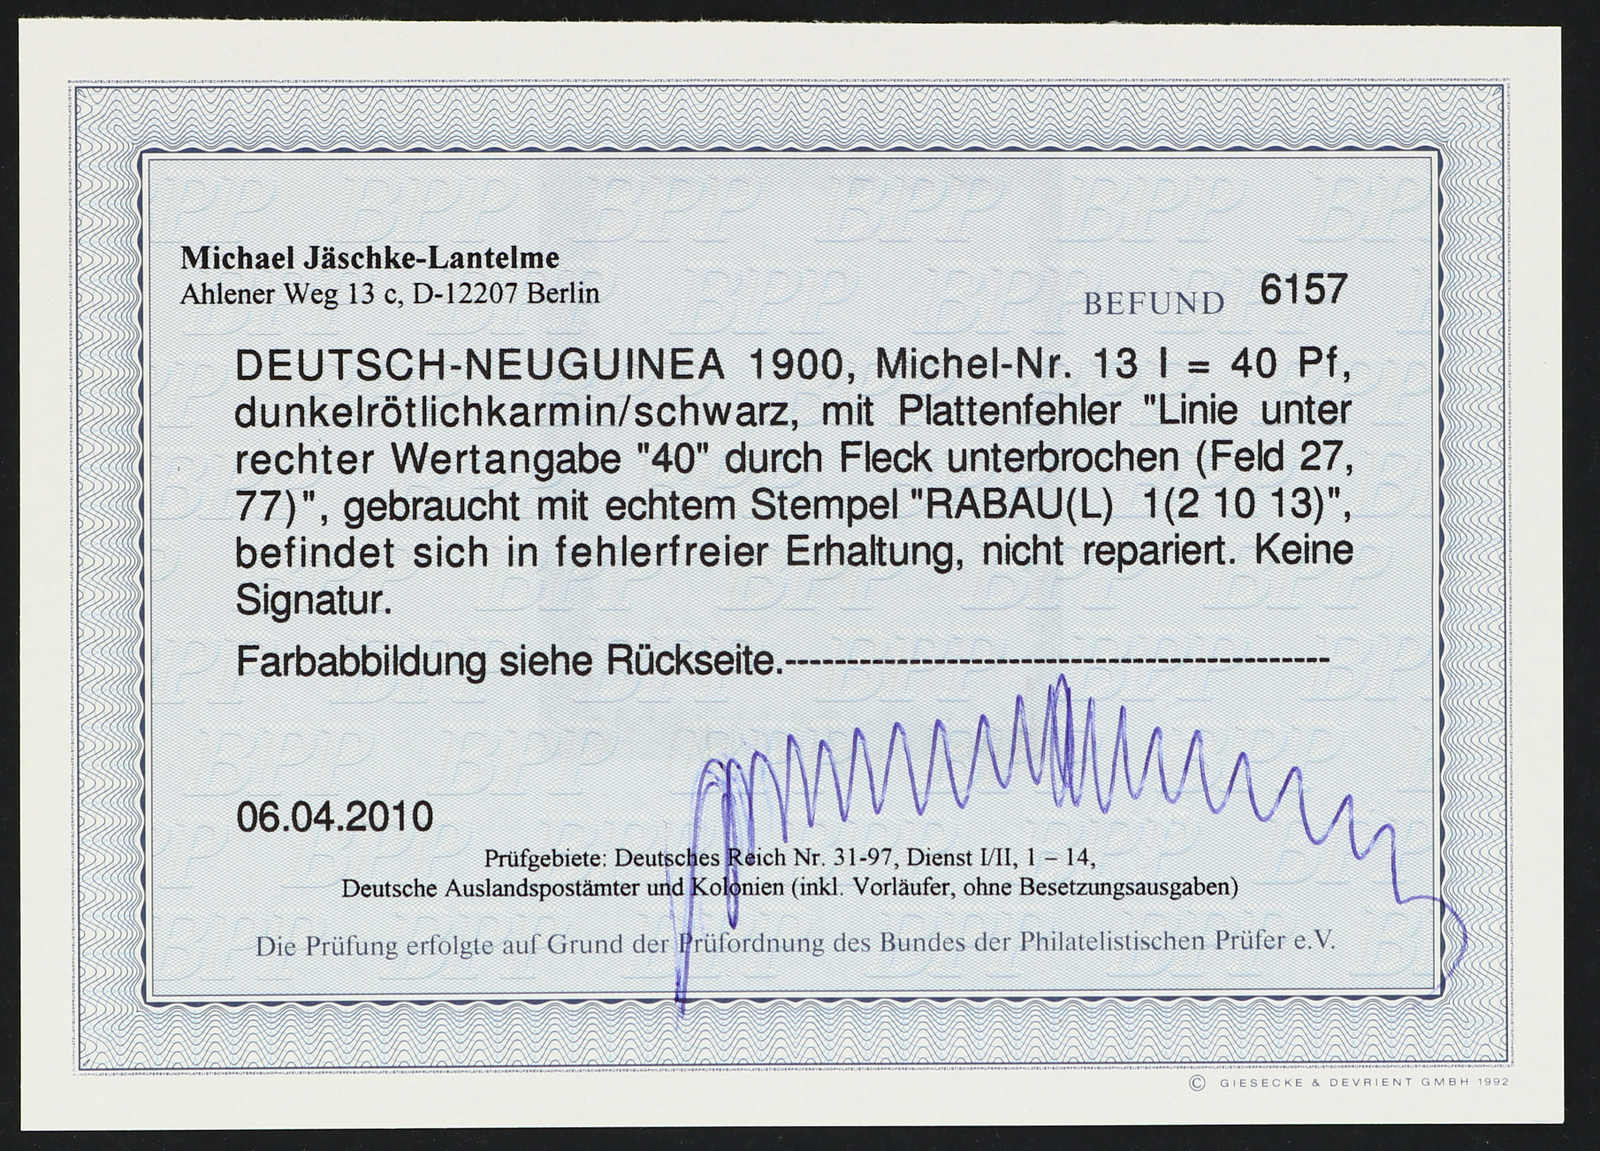 Michael Jäschke-Lantelme
Ahlener Weg 13 c, D-12207 Berlin
BEFUND 6157
DEUTSCH-NEUGUINEA 1900, Michel-Nr. 13 I = 40 Pf,
dunkelrötlichkarmin/schwarz, mit Plattenfehler "Linie unter
rechter Wertangabe "40" durch Fleck unterbrochen (Feld 27,
77)", gebraucht mit echtem Stempel "RABAU(L) 1(2 10 13)",
befindet sich in fehlerfreier Erhaltung, nicht repariert. Keine
Signatur.
Farbabbildung siehe Rückseite.--------------------------------------------
06.04.2010
Prüfgebiete: Deutsches Reich Nr. 31-97, Dienst I/II, 1 – 14,
Deutsche Auslandspostämter und Kolonien (inkl. Vorläufer, ohne Besetzungsausgaben)
Die Prüfung erfolgte auf Grund der Prüfordnung des Bundes der Philatelistischen Prüfer e.V.
© GIESECKE & DEVRIENT GMBH 1992